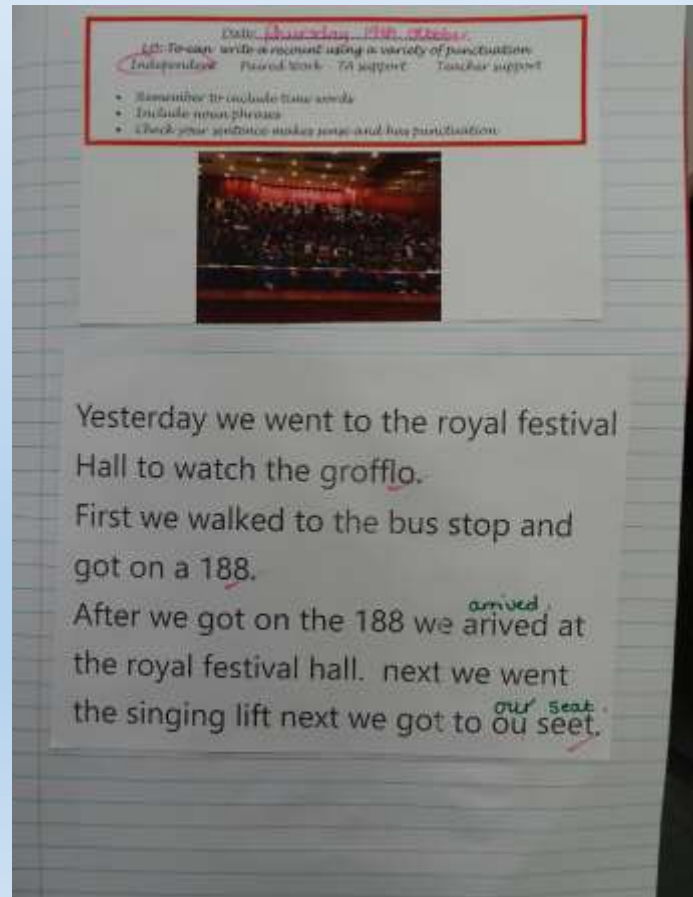 Date: Thursday 19th October
LO: To can write a recount using a variety of punctuation
Independent Paired Work TA support Teacher support
• Remember to include time words
• Include noun phrases
• Check your sentence makes sense and has punctuation
Yesterday we went to the royal festival
Hall to watch the grofflo.
First we walked to the bus stop and
got on a 188.
arrived
After we got on the 188 we arived at
the royal festival hall. next we went
our seat.
the singing lift next we got to ou seet.